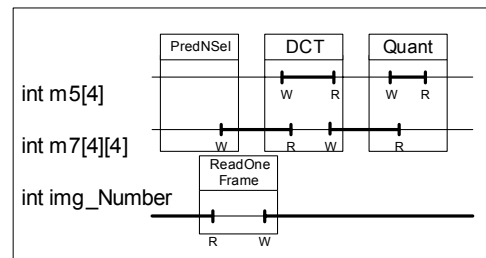 PredNSel DCT Quant
int m5[4]
W R W R
int m7[4][4]
W R W R
ReadOne
Frame
int img_Number
R W